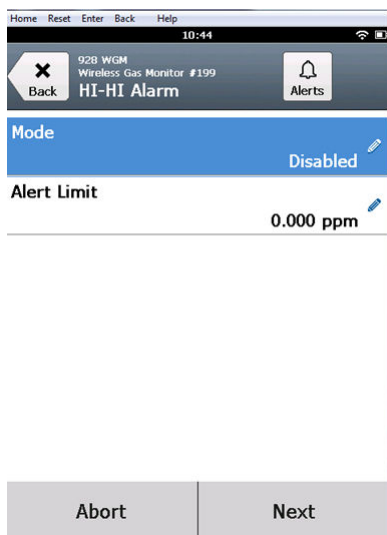 Home Reset Enter Back Help
10:44
928 WGM
Wireless Gas Monitor #199
Back HI-HI Alarm Alerts
Mode
Disabled
Alert Limit
0.000 ppm
Abort Next